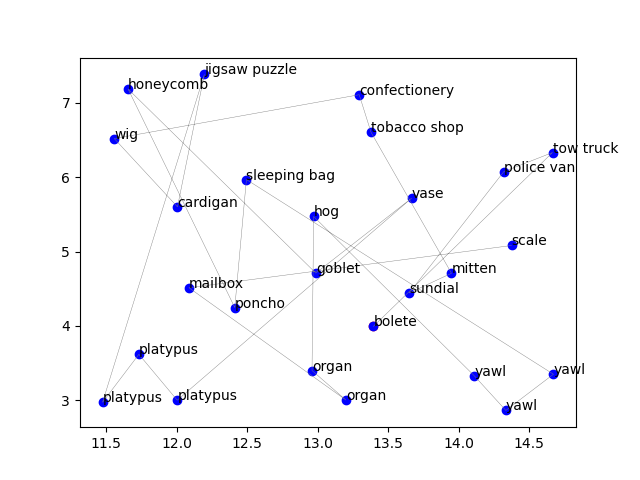 jigsaw puzzle
honeycomb
confectionery
tobacco shop
wig
tow truck
police van
sleeping bag
vase
cardigan
hog
scale
goblet
mitten
mailbox
sundial
poncho
bolete
platypus
organ
yawl
yawl
platypus
platypus
organ
yawl
7
6
5
4
3
11.5 12.0 12.5 13.0 13.5 14.0 14.5